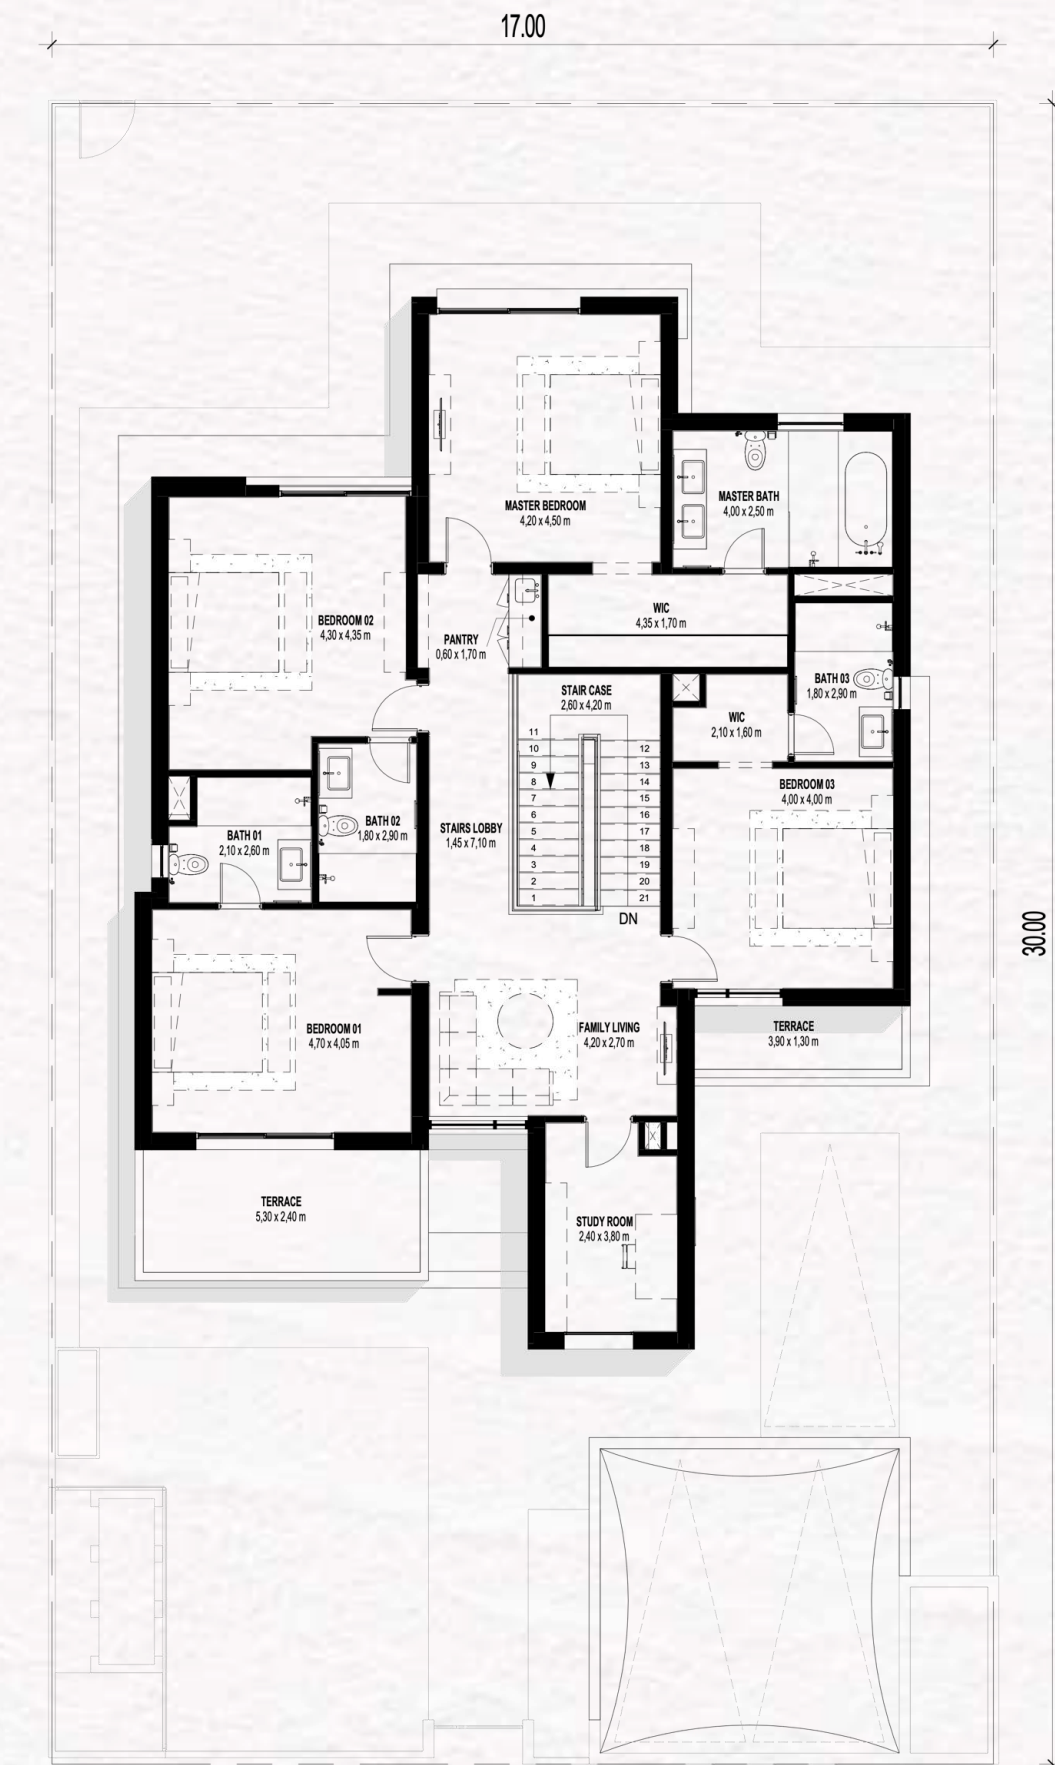 17.00
MASTER BEDROOM
4,20 x 4,50 m
MASTER BATH
4,00 x 2,50 m
BEDROOM 02
4,30 x 4,35 m
PANTRY
0,60 x 1,70 m
WIC
4,35 x 1,70 m
BATH 03
1,80 x 2,90 m
STAIR CASE
2,60 x 4,20 m
WIC
2,10 x 1,60 m
11
10
9
8
7
6
5
4
3
2
1
12
13
14
15
16
17
18
19
20
21
DN
BEDROOM 03
4,00 x 4,00 m
STAIRS LOBBY
1,45 x 7,10 m
BATH 02
1,80 x 2,90 m
BATH 01
2,10 x 2,60 m
30.00
BEDROOM 01
4,70 x 4,05 m
FAMILY LIVING
4,20 x 2,70 m
TERRACE
3,90 x 1,30 m
TERRACE
5,30 x 2,40 m
STUDY ROOM
2,40 x 3,80 m